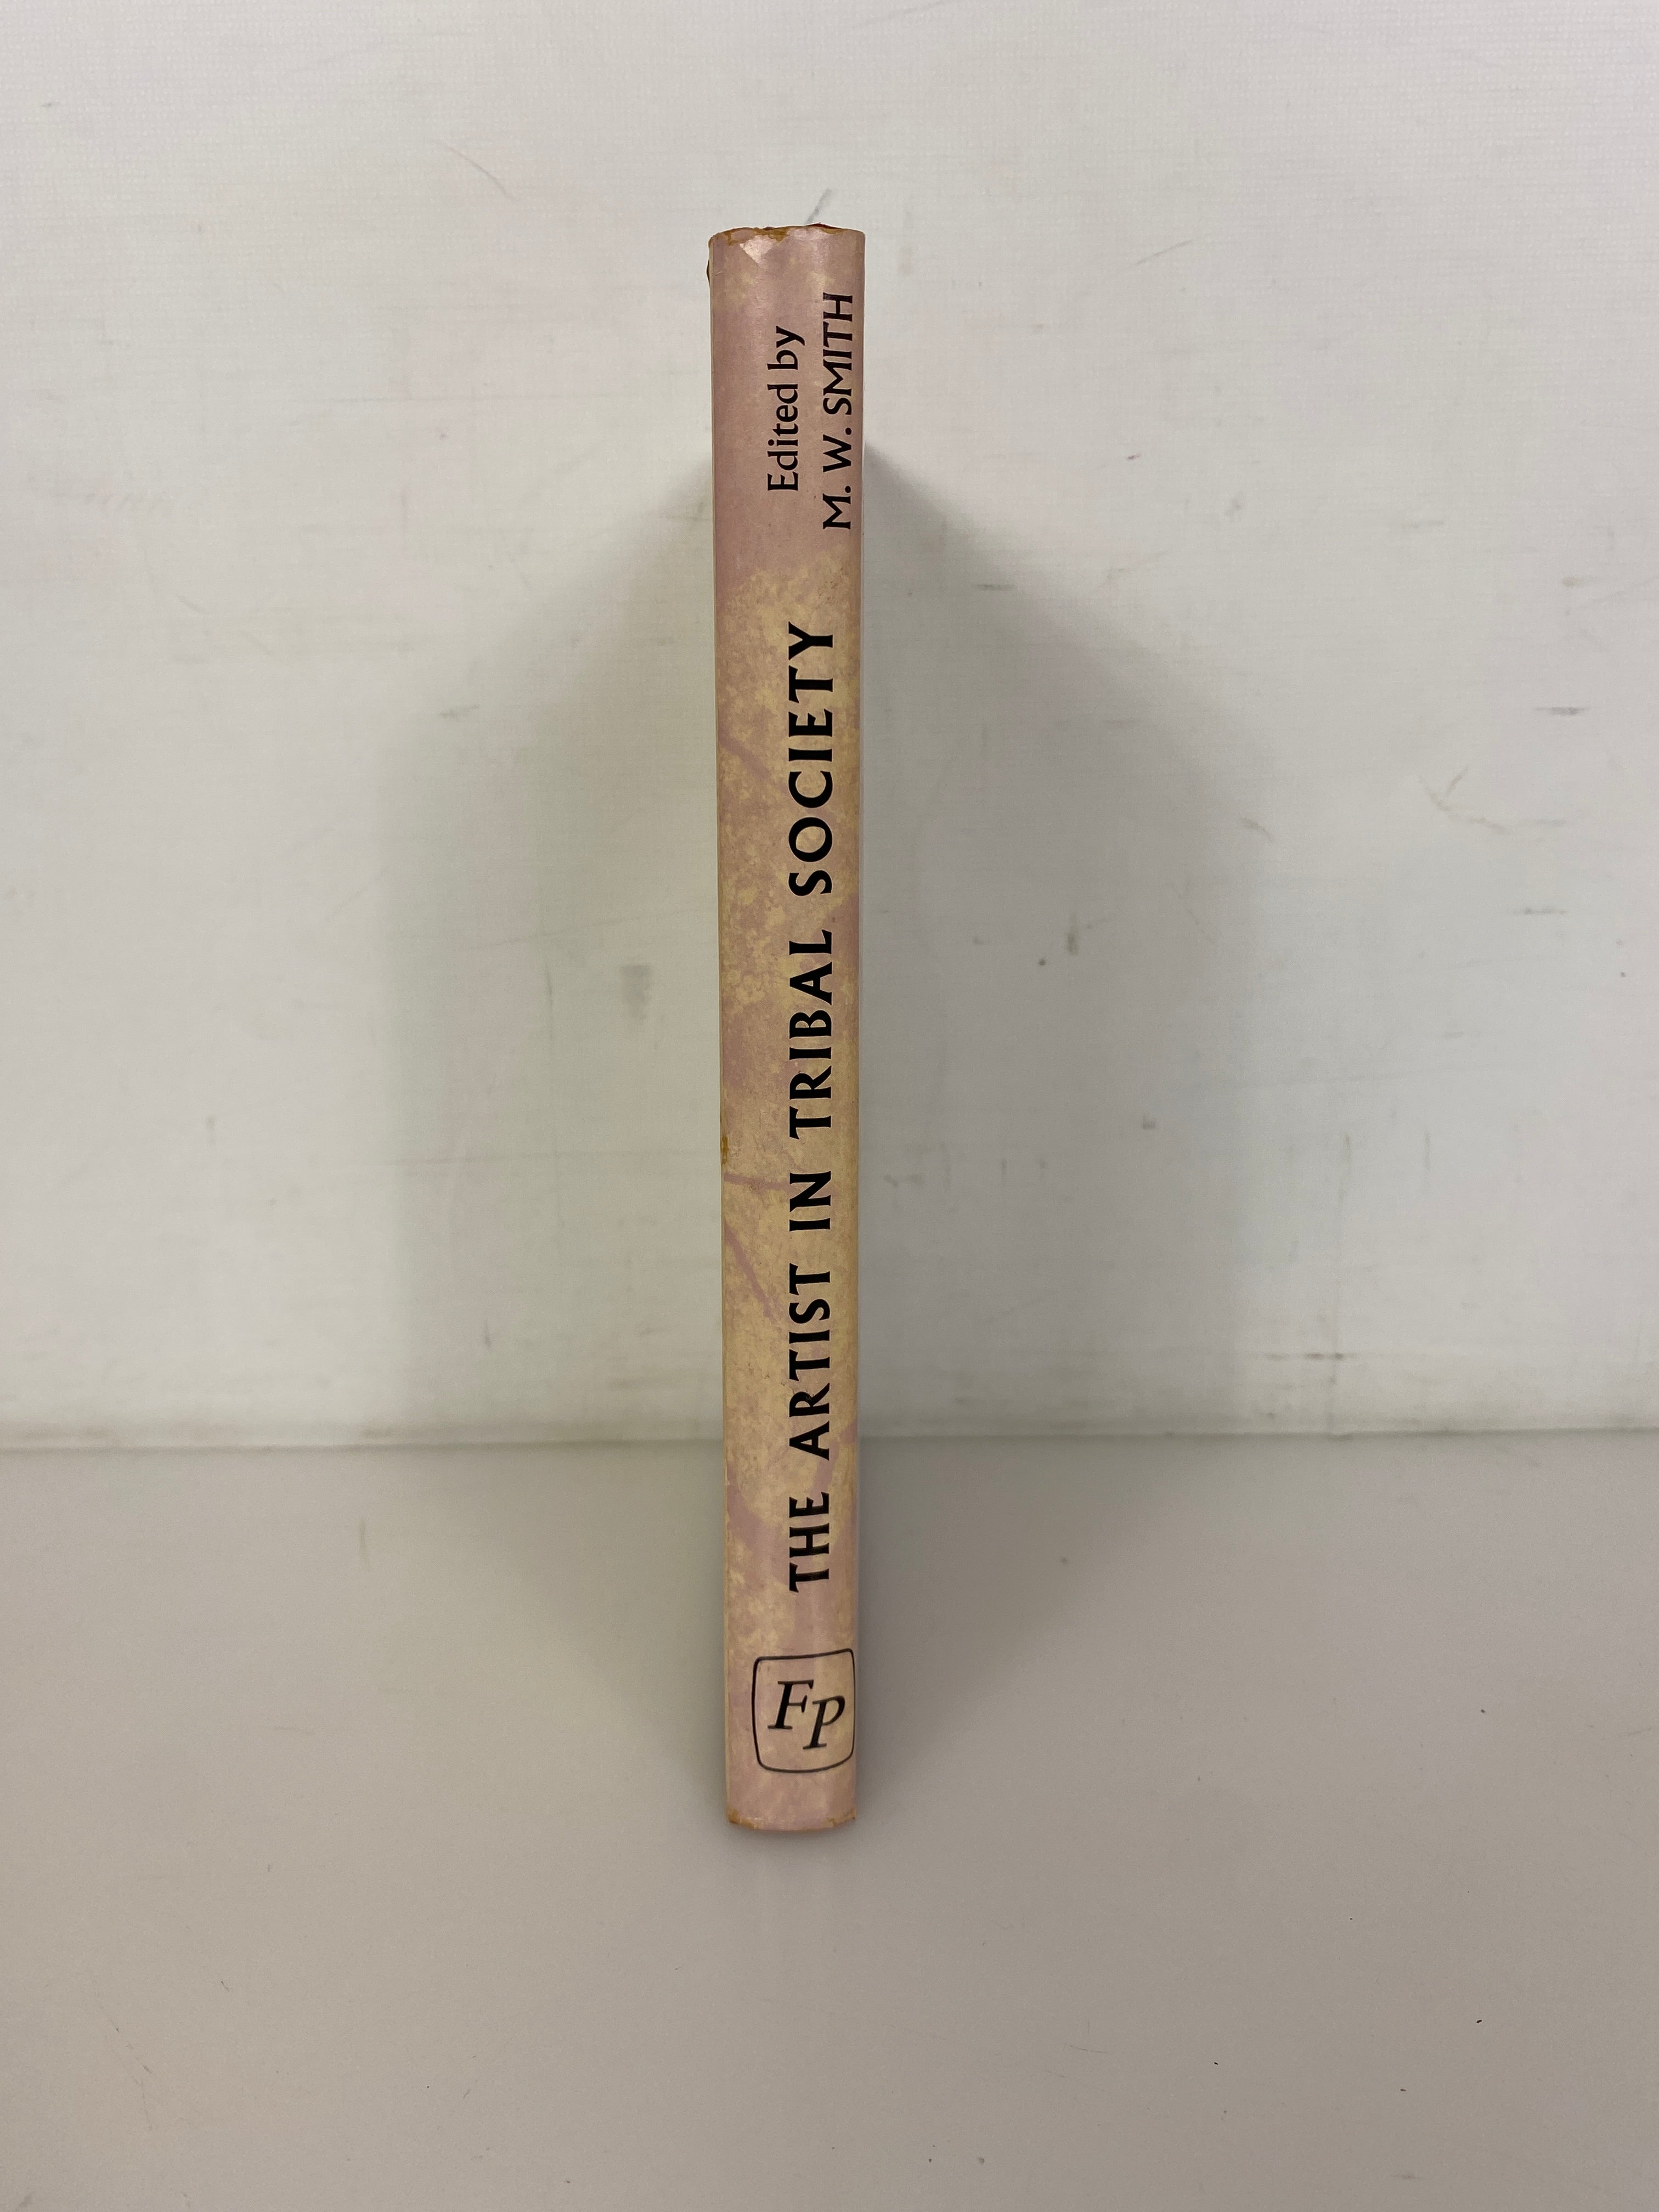 Edited by
M. W. SMITH
THE ARTIST IN TRIBAL SOCIETY
FP